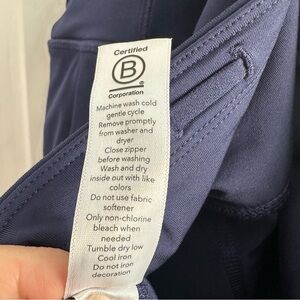 Certified
B
Corporation
Machine wash cold
gentle cycle
Remove promptly
from washer and
dryer
Close zipper
before washing
Wash and dry
inside out with like
colors
Do not use fabric
softener
Only non-chlorine
bleach when
needed
Tumble dry low
Cool iron
Do not iron
decoration